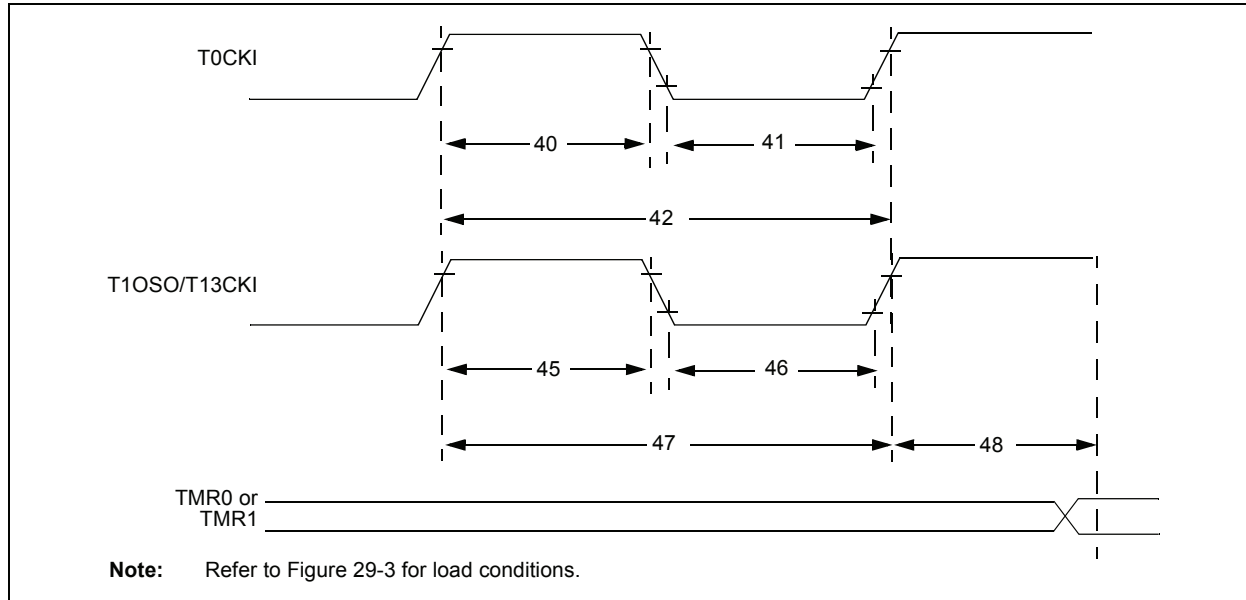 T0CKI
40
41
42
T1OSO/T13CKI
45
46
47
48
TMR0 or
TMR1
Note: Refer to Figure 29-3 for load conditions.